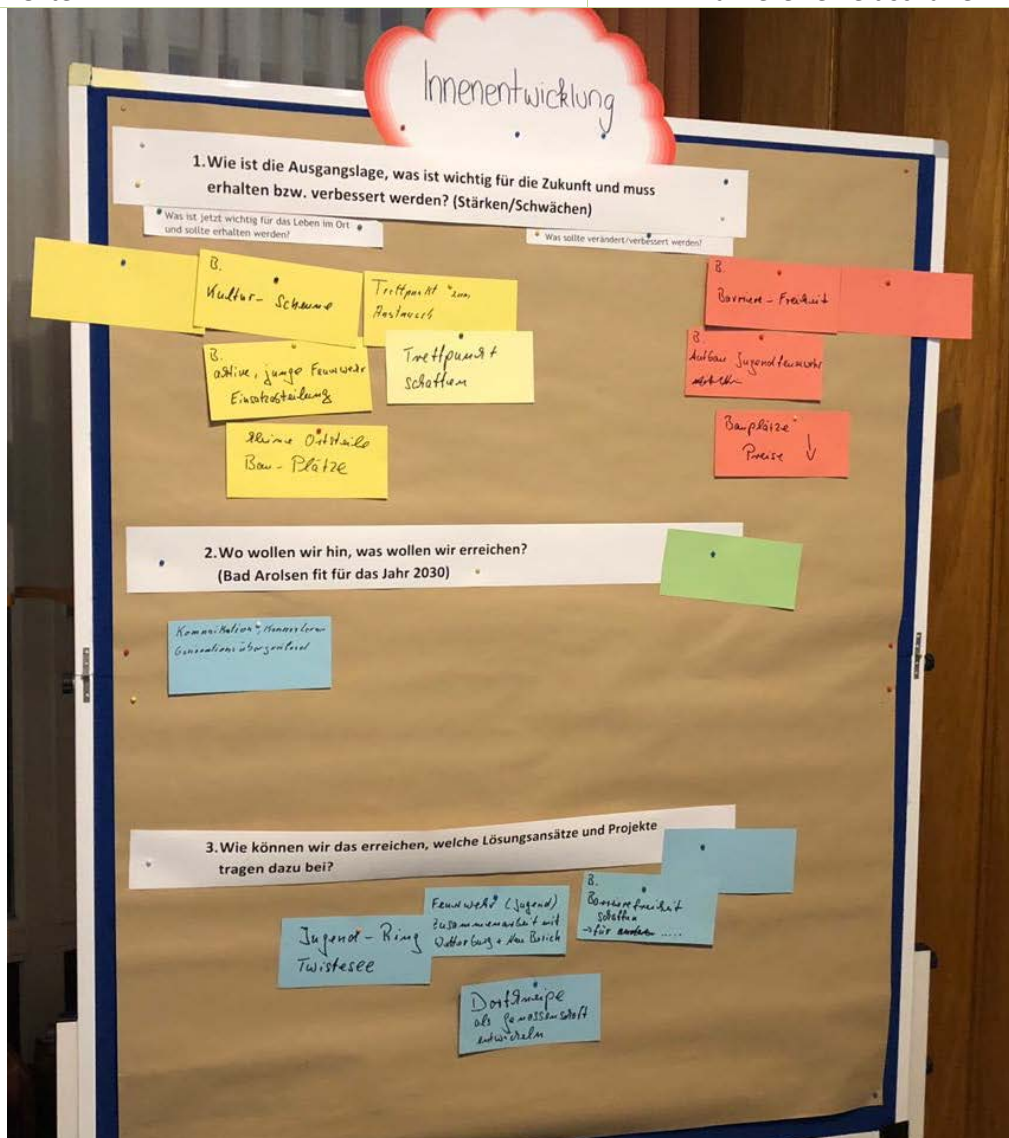 Innenentwicklung
1.Wie ist die Ausgangslage, was ist wichtig für die Zukunft und muss
erhalten bzw. verbessert werden? (Stärken/Schwächen)
Was ist jetzt wichtig für das Leben im Ort
und sollte erhalten werden?
Was sollte verändert/verbessert werden?
B.
Kultur- Scheune
Treffpunkt zum
Austausch
B.
aktive, junge Feuerwehr
Einsatzabteilung
Treffpunkt
schaffen
kleine Ortsteile
Bau- Plätze
B.
Barriere-Freiheit
B.
Aufbau Jugendfeuerwehr
Bauplätze
Preise ↓
2.Wo wollen wir hin, was wollen wir erreichen?
(Bad Arolsen fit für das Jahr 2030)
Kommunikation
Generationsübergreifend
3.Wie können wir das erreichen, welche Lösungsansätze und Projekte
tragen dazu bei?
Jugend-Ring
Twistesee
Feuerwehr (Jugend)
Zusammenarbeit mit
Wetterburg + Neu Berich
B.
Barrierefreiheit
schaffen
→ für .....
Dorfkneipe
als Genossenschaft
entwickeln